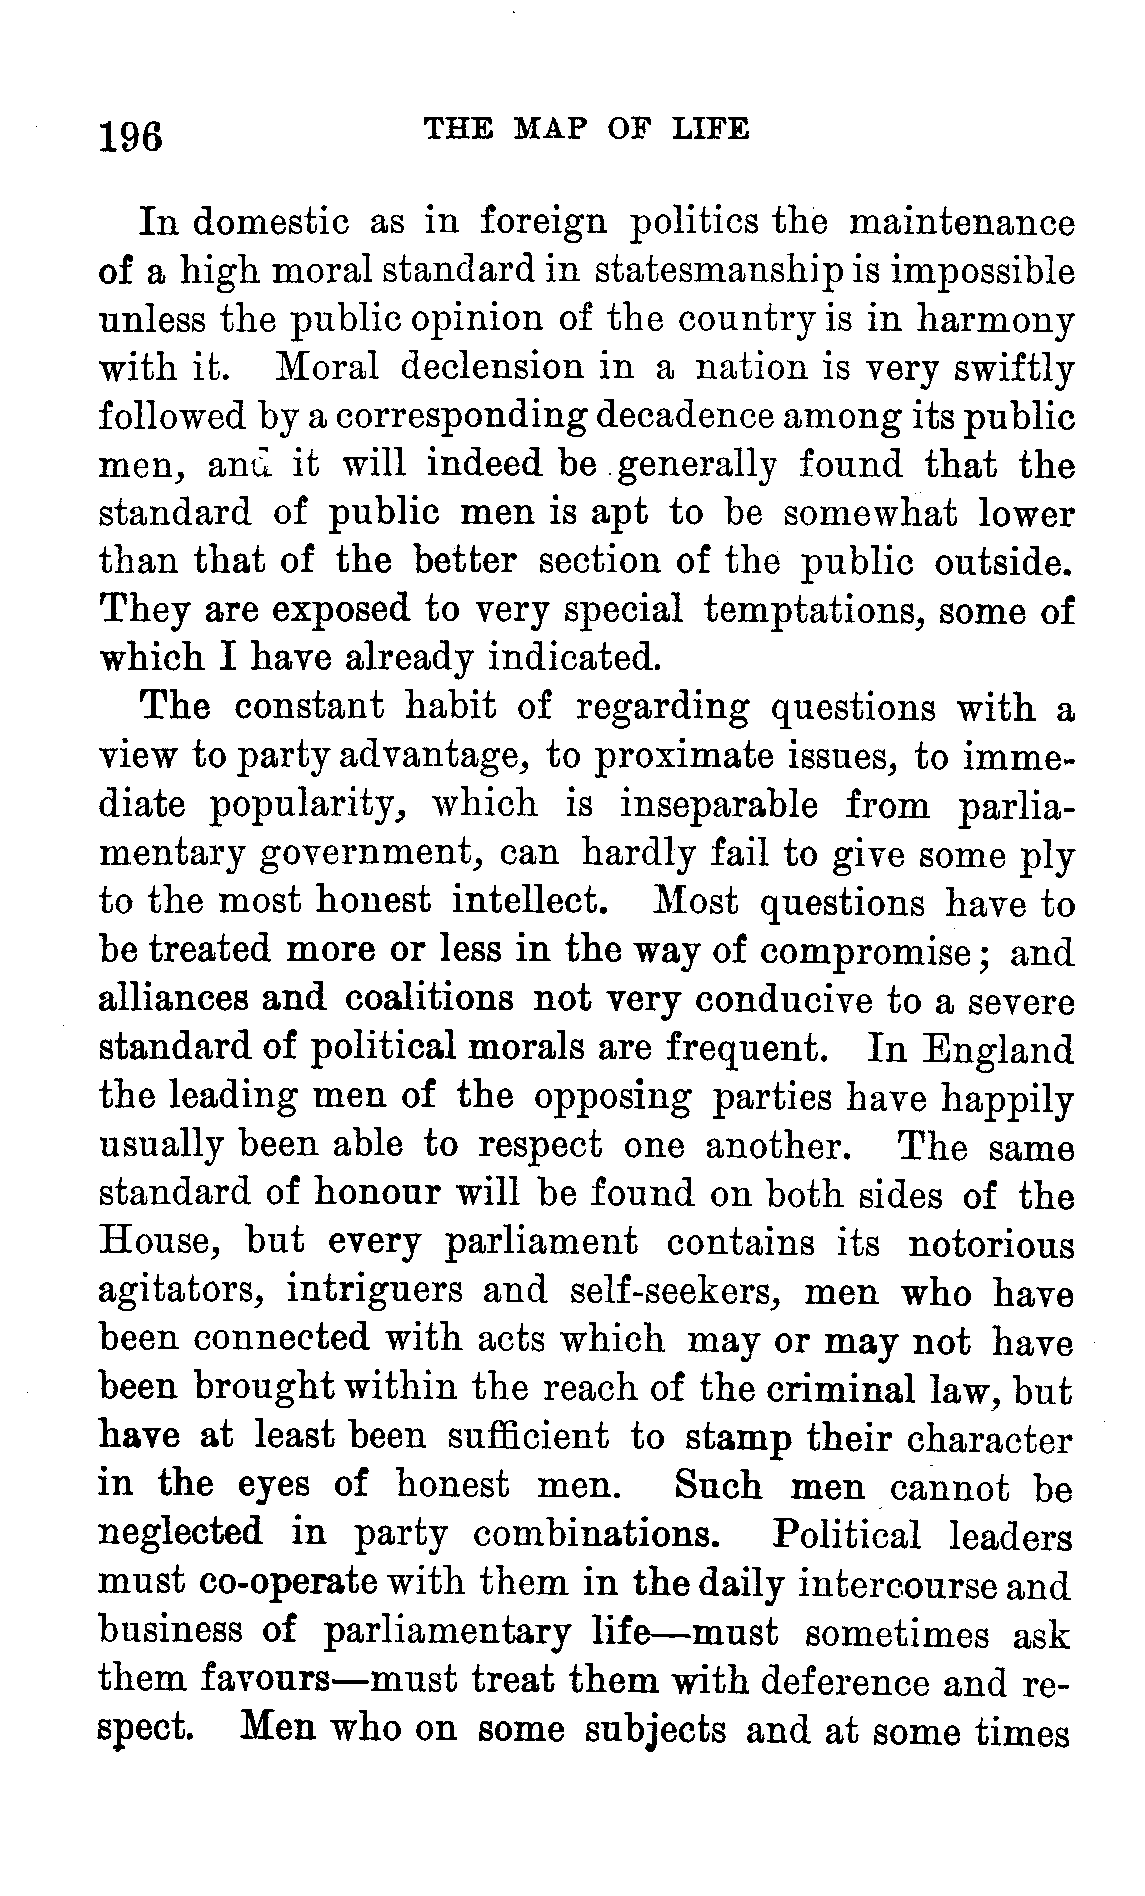 196 THE MAP OF LIFE
In domestic as in foreign politics the maintenance
of a high moral standard in statesmanship is impossible
unless the public opinion of the country is in harmony
with it. Moral declension in a nation is very swiftly
followed by a corresponding decadence among its public
men, and it will indeed be generally found that the
standard of public men is apt to be somewhat lower
than that of the better section of the public outside.
They are exposed to very special temptations, some of
which I have already indicated.
The constant habit of regarding questions with a
view to party advantage, to proximate issues, to imme-
diate popularity, which is inseparable from parlia-
mentary government, can hardly fail to give some ply
to the most honest intellect. Most questions have to
be treated more or less in the way of compromise; and
alliances and coalitions not very conducive to a severe
standard of political morals are frequent. In England
the leading men of the opposing parties have happily
usually been able to respect one another. The same
standard of honour will be found on both sides of the
House, but every parliament contains its notorious
agitators, intriguers and self-seekers, men who have
been connected with acts which may or may not have
been brought within the reach of the criminal law, but
have at least been sufficient to stamp their character
in the eyes of honest men. Such men cannot be
neglected in party combinations. Political leaders
must co-operate with them in the daily intercourse and
business of parliamentary life—must sometimes ask
them favours—must treat them with deference and re-
spect. Men who on some subjects and at some times